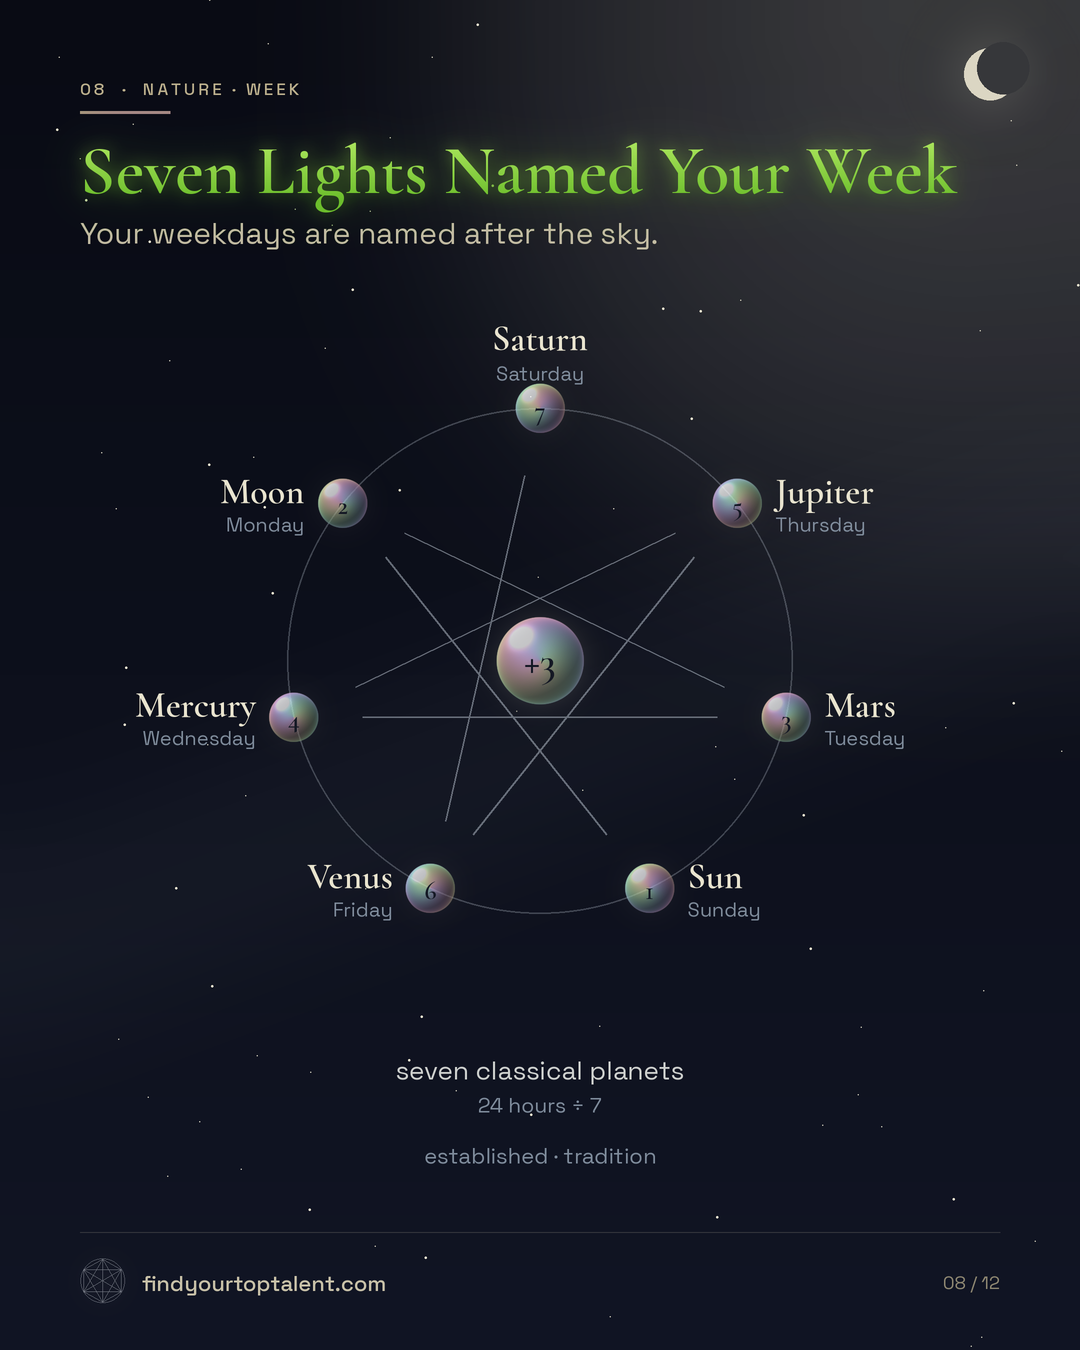 08 · NATURE · WEEK
Seven Lights Named Your Week
Your weekdays are named after the sky.
Saturn
Saturday
7
Moon
Monday
2
Jupiter
Thursday
5
+3
Mercury
Wednesday
4
Mars
Tuesday
3
Venus
Friday
6
Sun
Sunday
1
seven classical planets
24 hours ÷ 7
established · tradition
findyourtoptalent.com
08 / 12